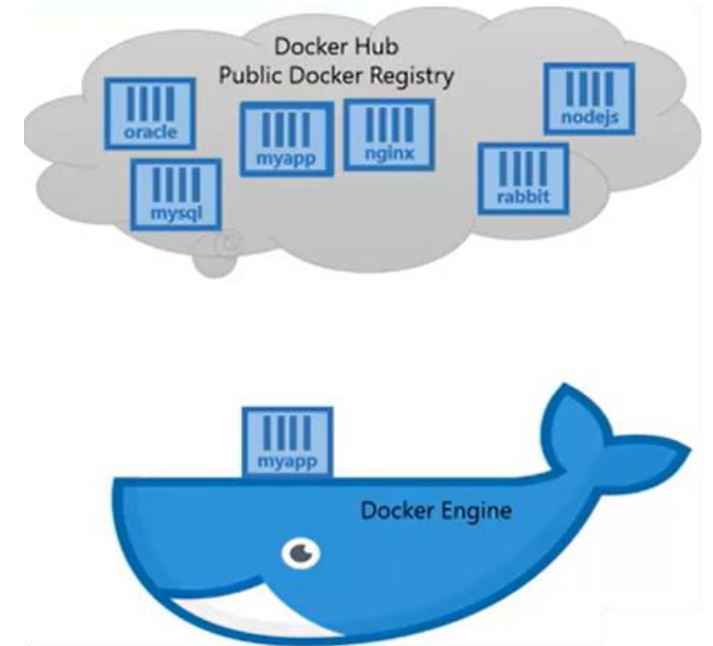 Docker Hub
Public Docker Registry
oracle
myapp
nginx
nodejs
mysql
rabbit
myapp
Docker Engine